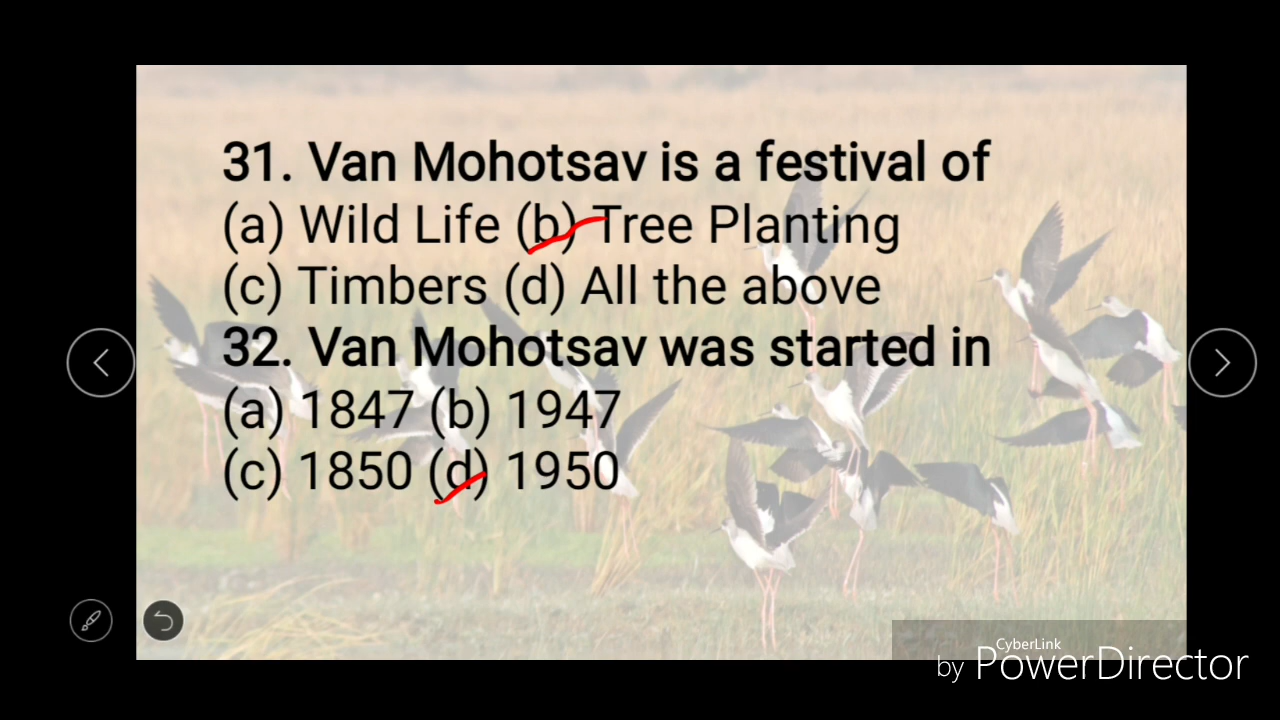 31. Van Mohotsav is a festival of
(a) Wild Life (b) Tree Planting
(c) Timbers (d) All the above
32. Van Mohotsav was started in
(a) 1847 (b) 1947
(c) 1850 (d) 1950
CyberLink
by PowerDirector